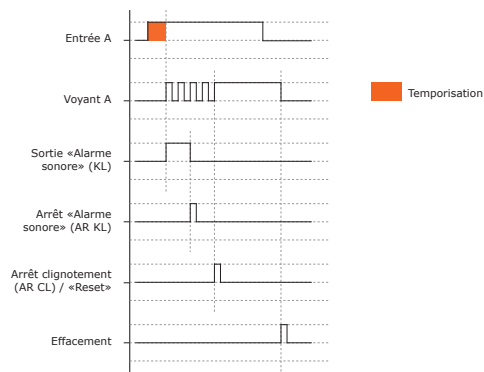 Entrée A
Temporisation
Voyant A
Sortie «Alarme
sonore» (KL)
Arrêt «Alarme
sonore» (AR KL)
Arrêt clignotement
(AR CL) / «Reset»
Effacement